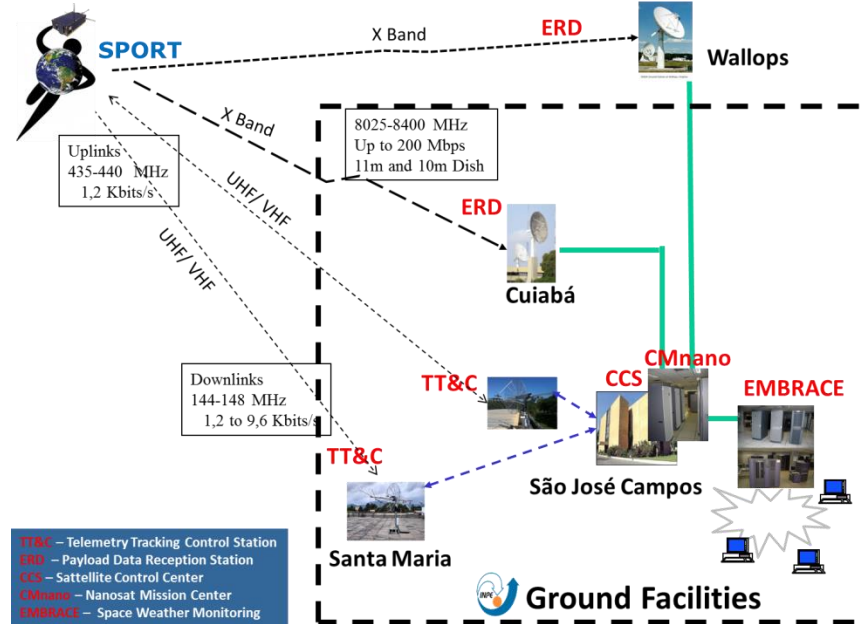 SPORT
X Band
ERD
Wallops
X Band
8025-8400 MHz
Up to 200 Mbps
11m and 10m Dish
Uplinks
435-440 MHz
1,2 Kbits/s
UHF/ VHF
UHF/ VHF
ERD
Cuiabá
Downlinks
144-148 MHz
1,2 to 9,6 Kbits/s
TT&C
CCS
CMnano
EMBRACE
TT&C
São José Campos
Santa Maria
TT&C – Telemetry Tracking Control Station
ERD – Payload Data Reception Station
CCS – Sattellite Control Center
CMnano – Nanosat Mission Center
EMBRACE – Space Weather Monitoring
INPE
Ground Facilities